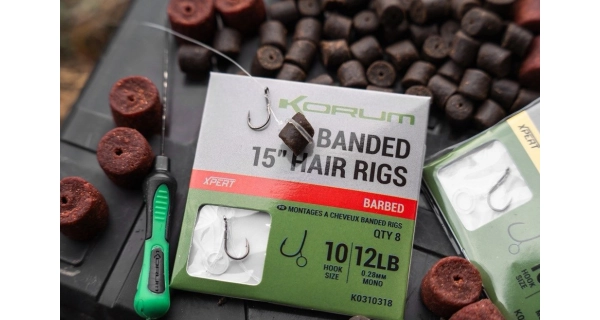 KORUM
BANDED
15" HAIR RIGS
XPERT
BARBED
MONTAGES A CHEVEUX BANDED RIGS
QTY 8
10 12LB
HOOK SIZE
0.28mm MONO
K0310318
XPERT